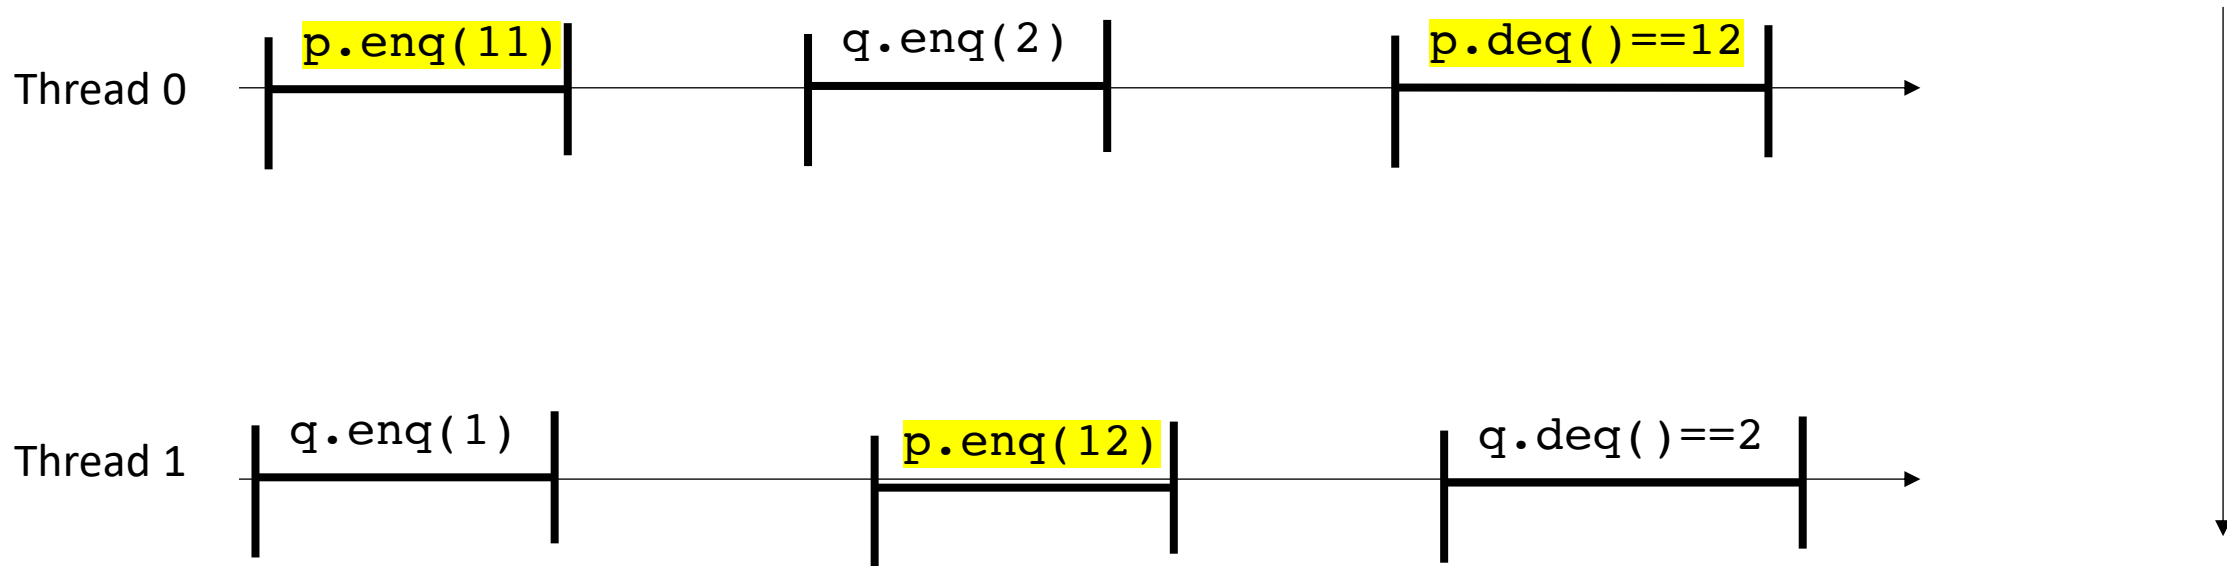 p.enq(11)
q.enq(2)
p.deq()==12
Thread 0
q.enq(1)
p.enq(12)
q.deq()==2
Thread 1